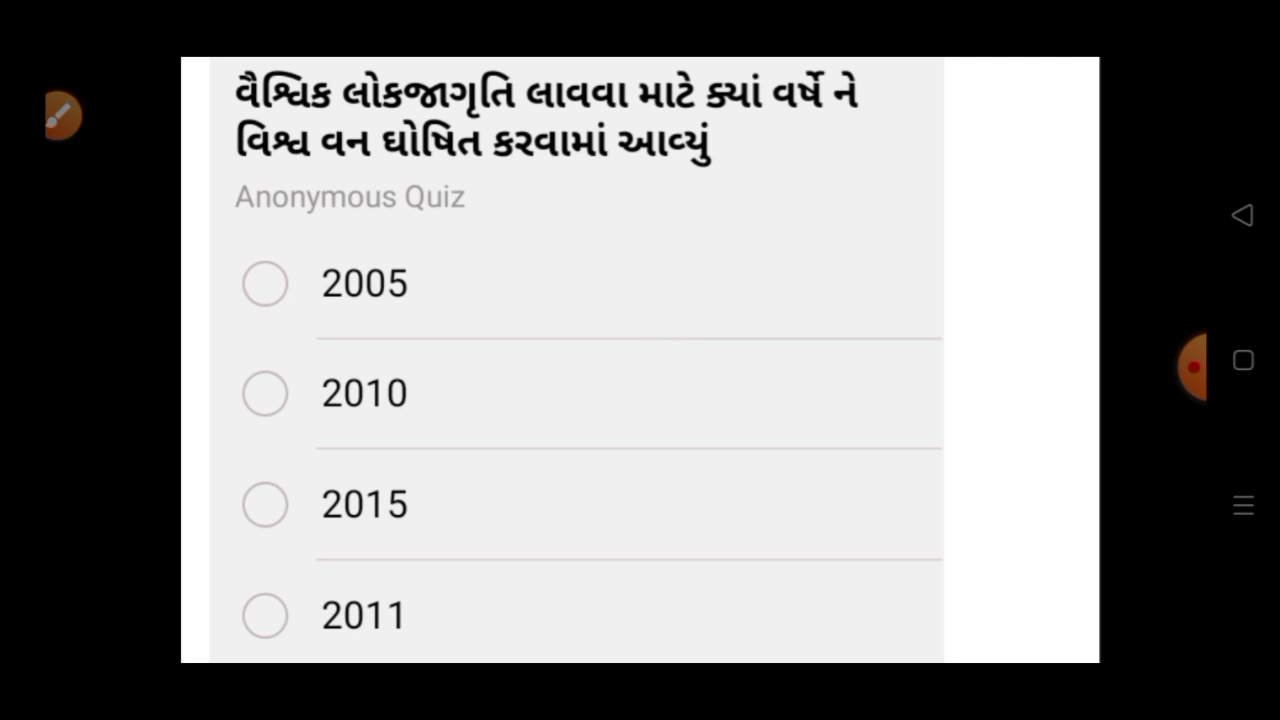 વૈશ્વિક લોકજાગૃતિ લાવવા માટે ક્યાં વર્ષે ને
વિશ્વ વન ઘોષિત કરવામાં આવ્યું
Anonymous Quiz
2005
2010
2015
2011